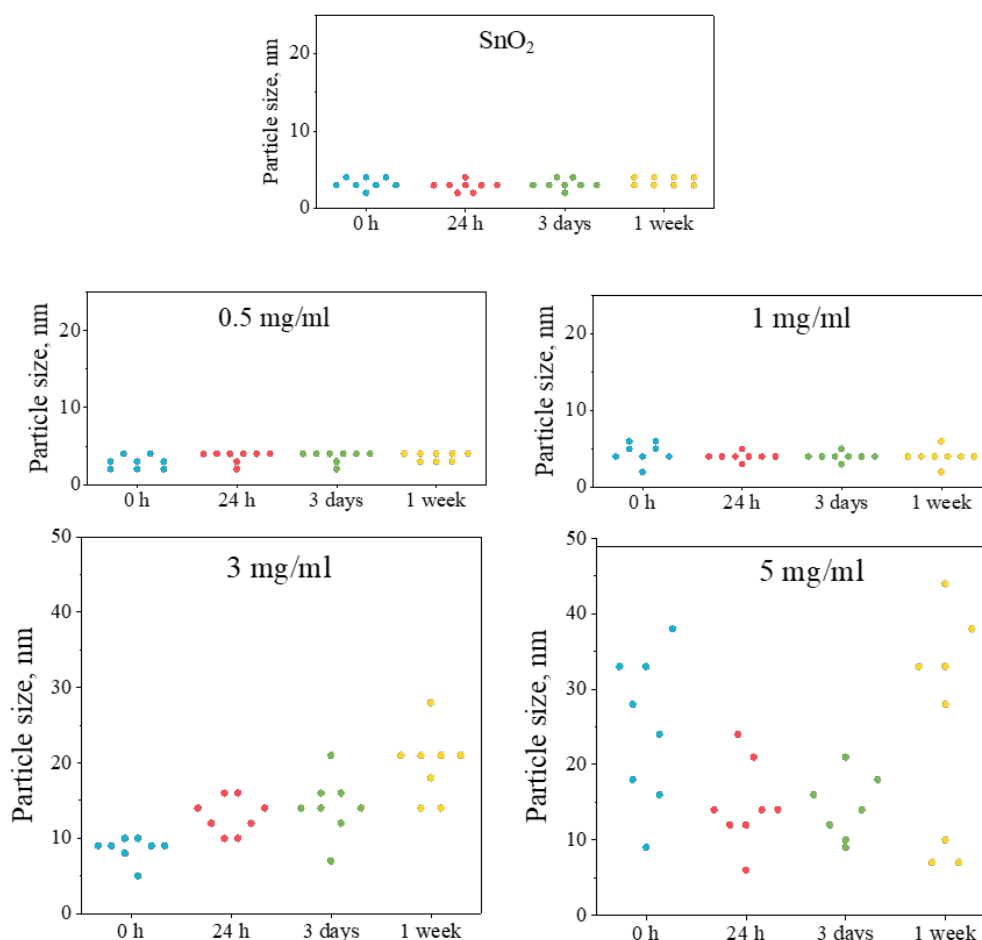 SnO₂
Particle size, nm
20
10
0
0 h 24 h 3 days 1 week
0.5 mg/ml
Particle size, nm
20
10
0
0 h 24 h 3 days 1 week
1 mg/ml
Particle size, nm
20
10
0
0 h 24 h 3 days 1 week
3 mg/ml
Particle size, nm
50
40
30
20
10
0
0 h 24 h 3 days 1 week
5 mg/ml
Particle size, nm
50
40
30
20
10
0
0 h 24 h 3 days 1 week